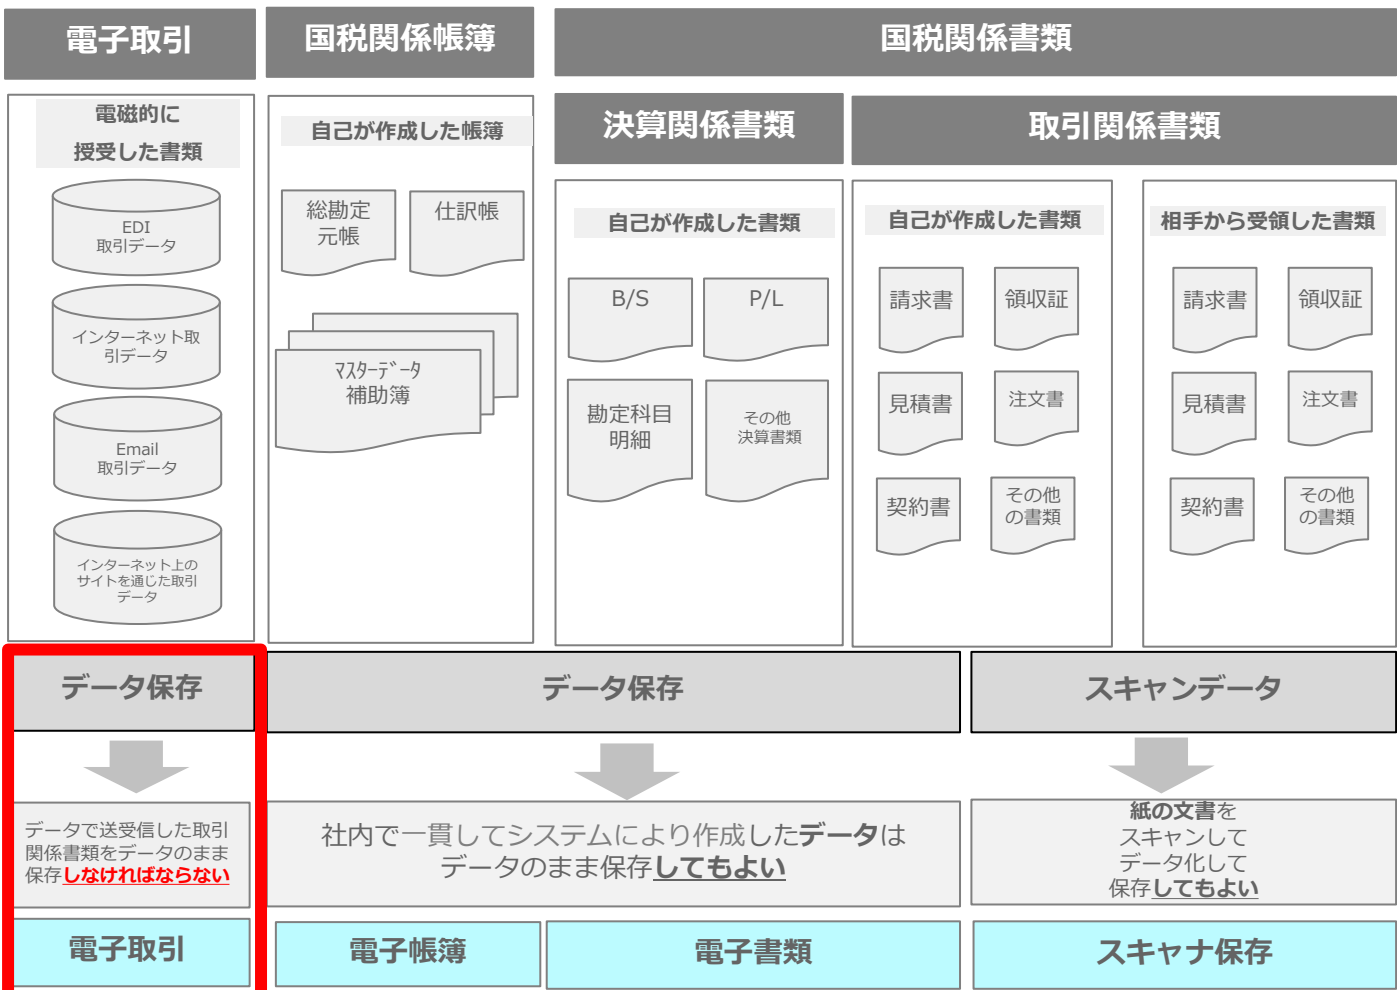 電子取引
国税関係帳簿
国税関係書類
電磁的に
授受した書類
EDI
取引データ
インターネット取
引データ
Email
取引データ
インターネット上の
サイトを通じた取引
データ
自己が作成した帳簿
総勘定
元帳
仕訳帳
ﾏｽﾀｰﾃﾞｰﾀ
補助簿
決算関係書類
取引関係書類
自己が作成した書類
B/S
P/L
勘定科目
明細
その他
決算書類
自己が作成した書類
請求書
領収証
見積書
注文書
契約書
その他
の書類
相手から受領した書類
請求書
領収証
見積書
注文書
契約書
その他
の書類
データ保存
データ保存
スキャンデータ
データで送受信した取引
関係書類をデータのまま
保存しなければならない
社内で一貫してシステムにより作成したデータは
データのまま保存してもよい
紙の文書を
スキャンして
データ化して
保存してもよい
電子取引
電子帳簿
電子書類
スキャナ保存